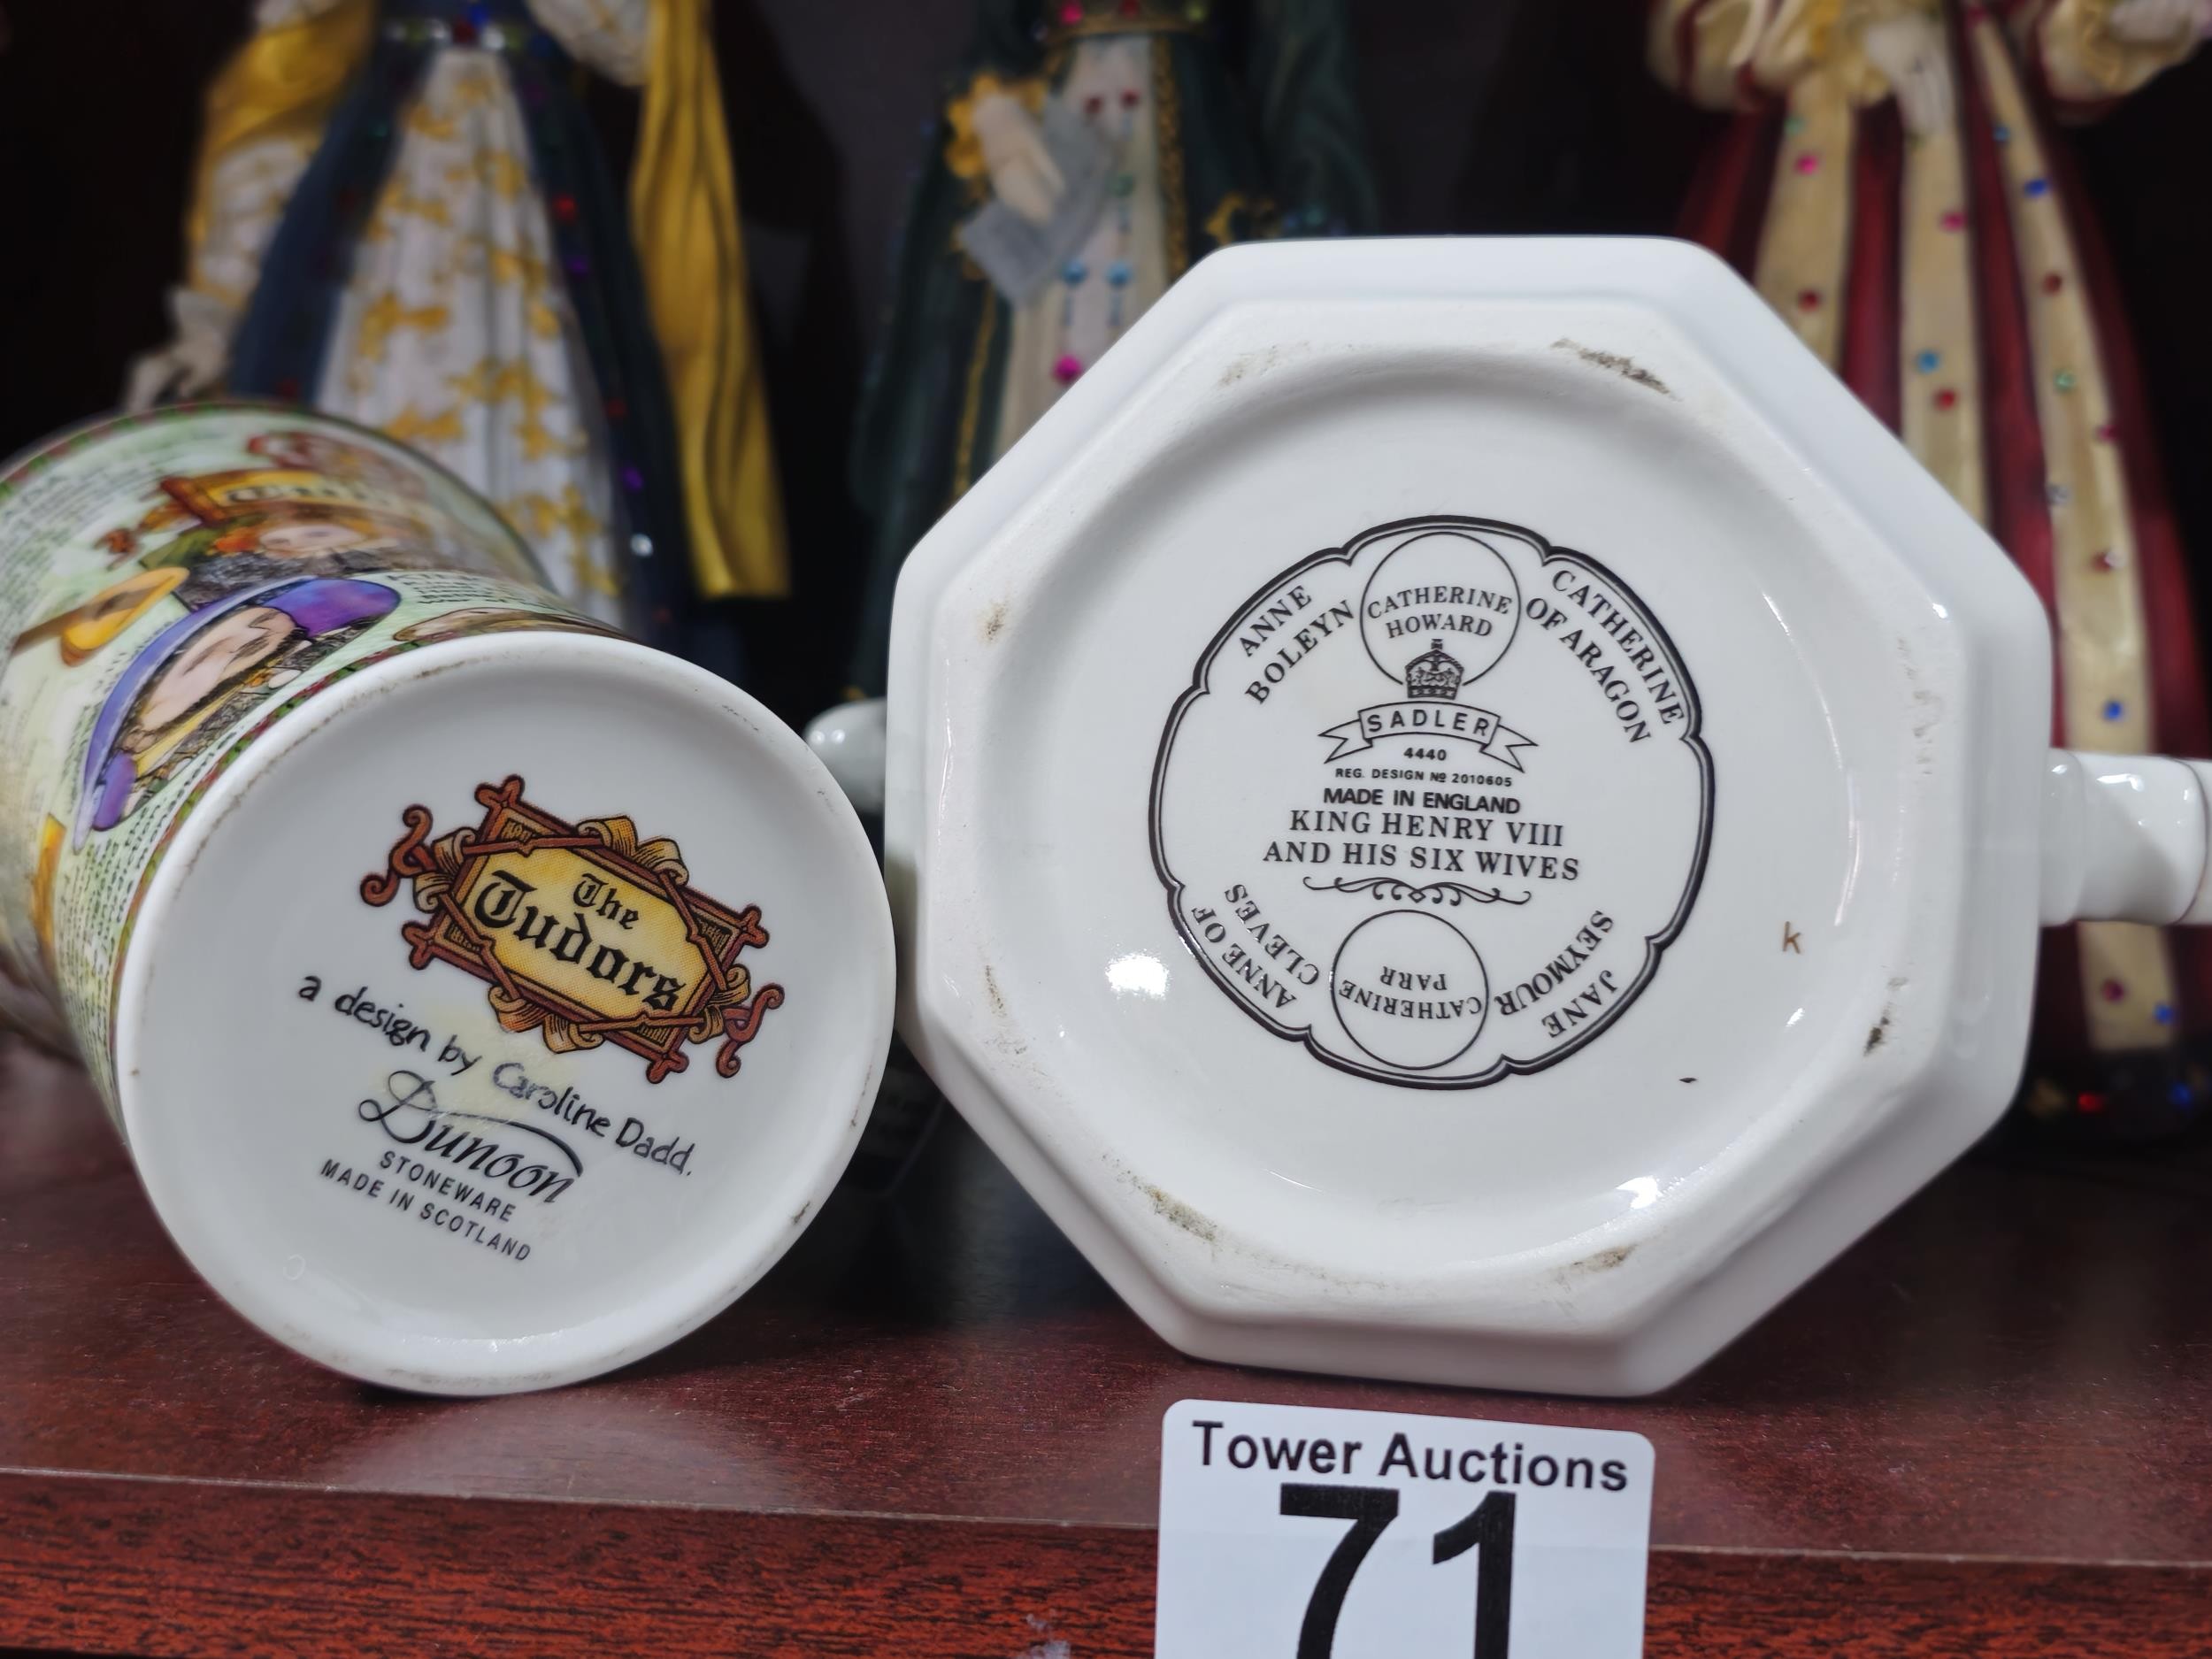 The
Tudors
a design by Caroline Dadd.
Dunoon
STONEWARE
MADE IN SCOTLAND
ANNE
BOLEYN
CATHERINE
HOWARD
CATHERINE
OF ARAGON
SADLER
4440
REG. DESIGN Nº 2010605
MADE IN ENGLAND
KING HENRY VIII
AND HIS SIX WIVES
ANNE OF
CLEVES
CATHERINE
PARR
JANE
SEYMOUR
k
Tower Auctions
71